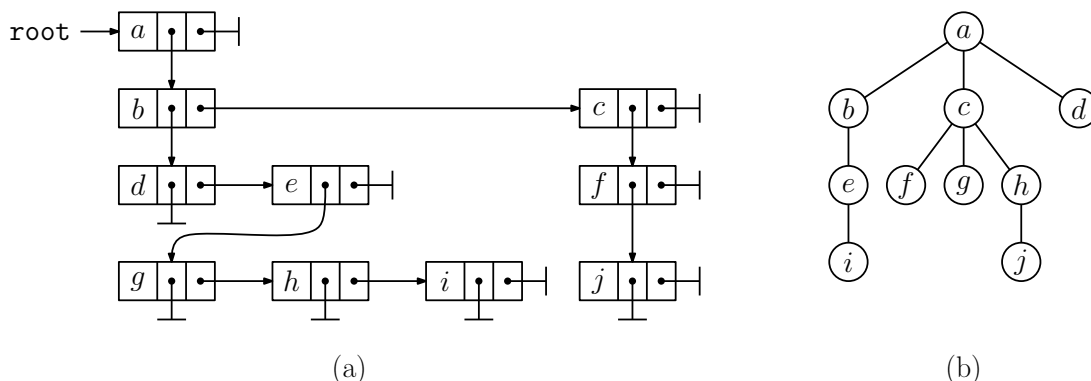 root a a
b c b c d
d e f e f g h
g h i j i j
(a) (b)